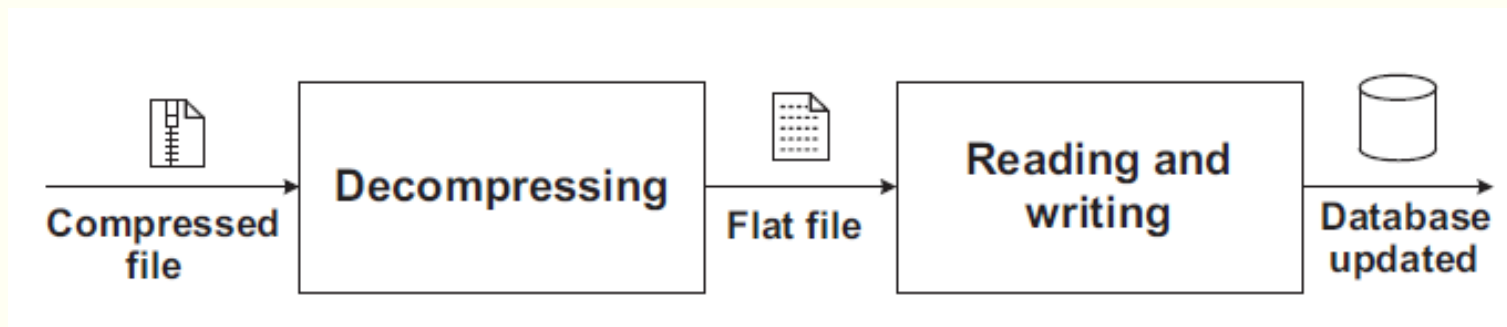 Compressed
file
Decompressing
Flat file
Reading and
writing
Database
updated